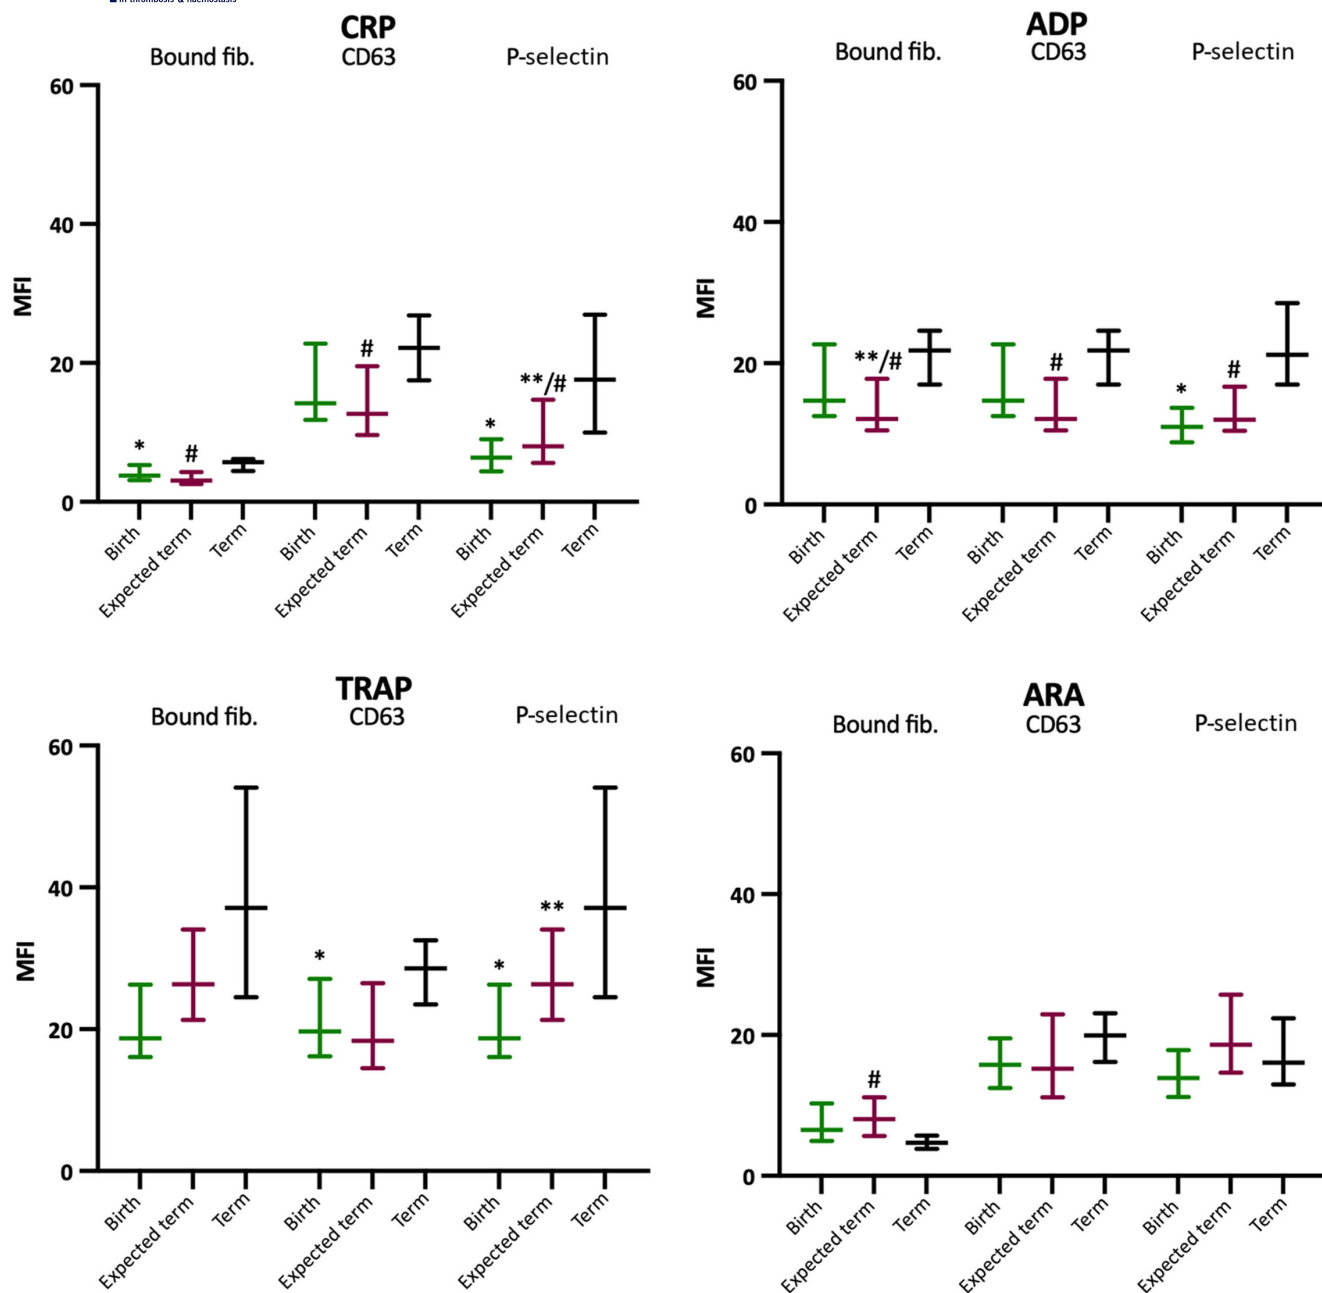 in thrombosis & haemostasis
CRP
Bound fib. CD63 P-selectin
60
40
20
0
MFI
* # # * **/#
Birth Expected term Term Birth Expected term Term Birth Expected term Term
ADP
Bound fib. CD63 P-selectin
60
40
20
0
MFI
**/# # * #
Birth Expected term Term Birth Expected term Term Birth Expected term Term
TRAP
Bound fib. CD63 P-selectin
60
40
20
0
MFI
* * **
Birth Expected term Term Birth Expected term Term Birth Expected term Term
ARA
Bound fib. CD63 P-selectin
60
40
20
0
MFI
#
Birth Expected term Term Birth Expected term Term Birth Expected term Term